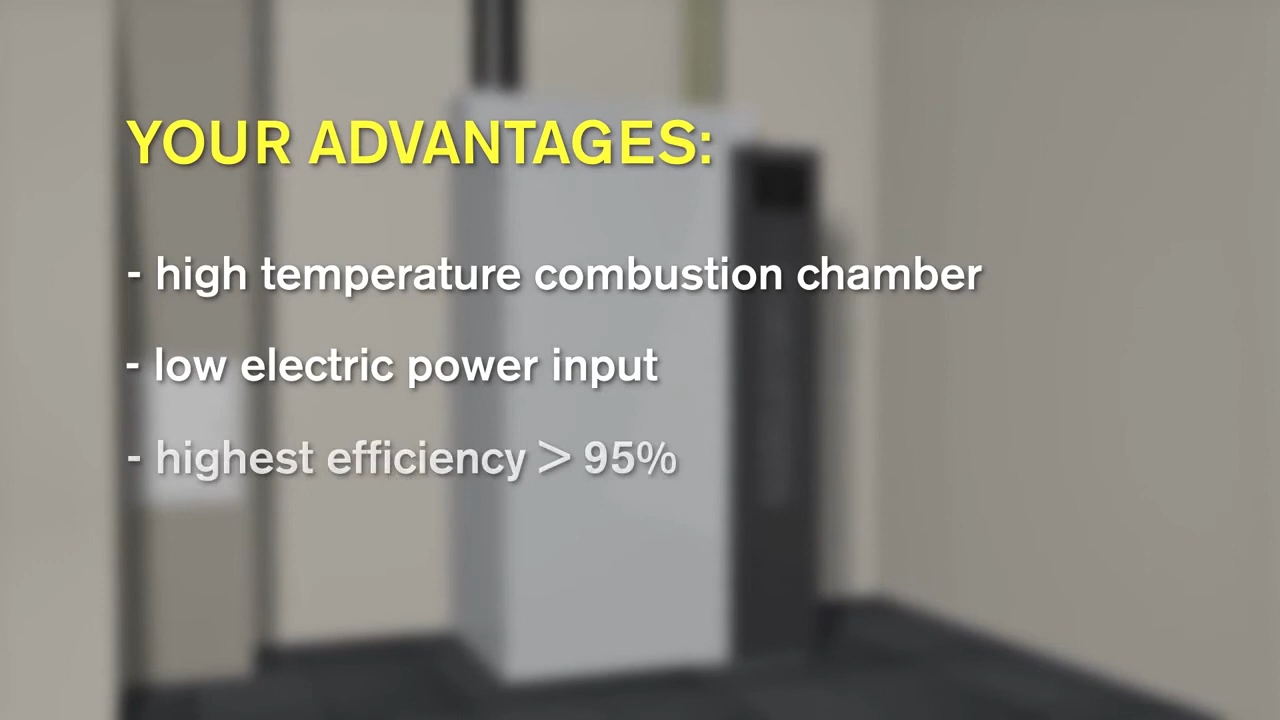 YOUR ADVANTAGES:
- high temperature combustion chamber
- low electric power input
- highest efficiency > 95%